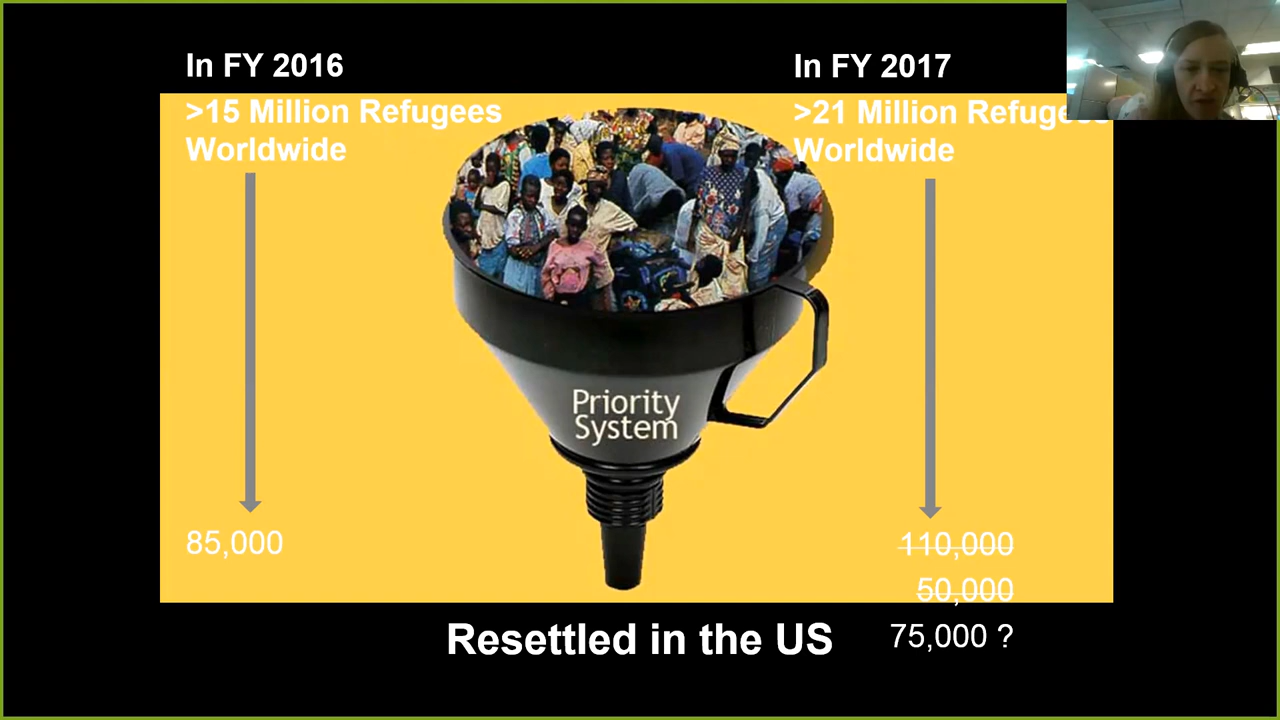 In FY 2016
>15 Million Refugees
Worldwide
85,000
Priority
System
In FY 2017
>21 Million Refugees
Worldwide
110,000
50,000
75,000 ?
Resettled in the US